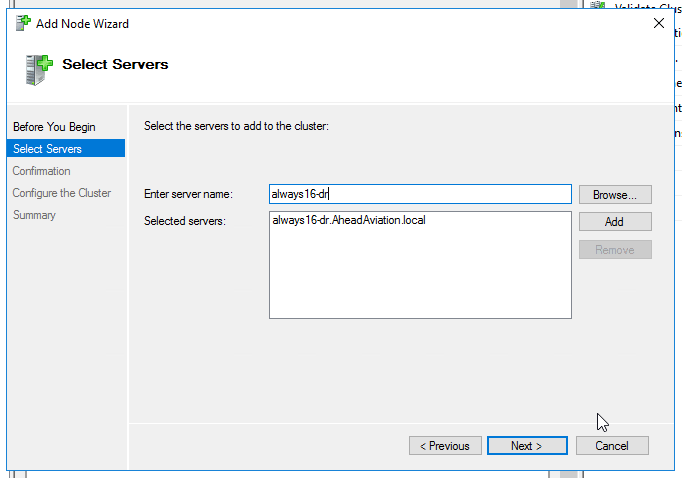 Validate Clus
Add Node Wizard
Select Servers
Before You Begin
Select Servers
Confirmation
Configure the Cluster
Summary
Select the servers to add to the cluster:
Enter server name:
always16-dr
Browse...
Selected servers:
always16-dr.AheadAviation.local
Add
Remove
< Previous
Next >
Cancel